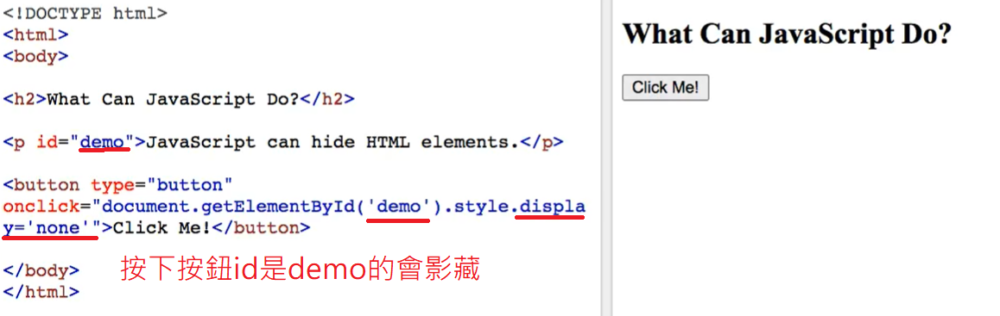 <!DOCTYPE html>
<html>
<body>
<h2>What Can JavaScript Do?</h2>
<p id="demo">JavaScript can hide HTML elements.</p>
<button type="button"
onclick="document.getElementById('demo').style.displa
y='none'">Click Me!</button>
按下按鈕id是demo的會影藏
</body>
</html>
What Can JavaScript Do?
Click Me!